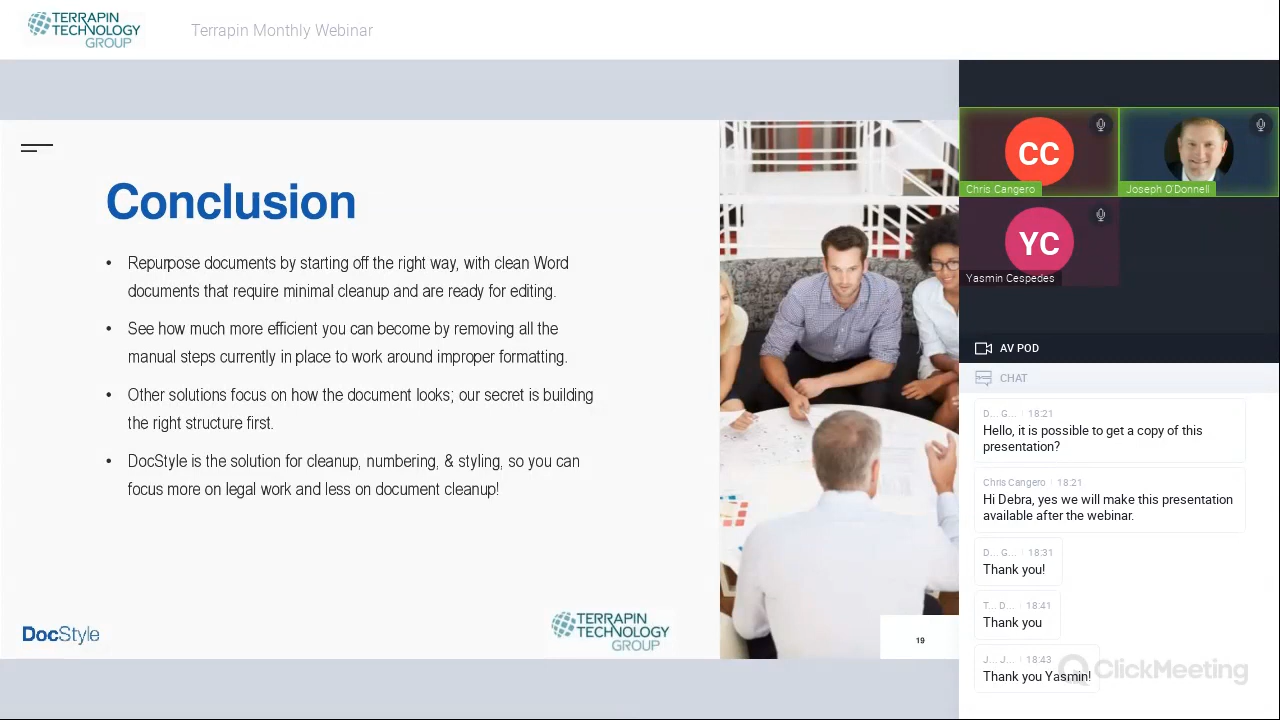 TERRAPIN
TECHNOLOGY
GROUP
Terrapin Monthly Webinar
Conclusion
• Repurpose documents by starting off the right way, with clean Word
documents that require minimal cleanup and are ready for editing.
• See how much more efficient you can become by removing all the
manual steps currently in place to work around improper formatting.
• Other solutions focus on how the document looks; our secret is building
the right structure first.
• DocStyle is the solution for cleanup, numbering, & styling, so you can
focus more on legal work and less on document cleanup!
DocStyle
TERRAPIN
TECHNOLOGY
GROUP
19
CC
Chris Cangero
Joseph O'Donnell
YC
Yasmin Cespedes
AV POD
CHAT
D... G... 18:21
Hello, it is possible to get a copy of this
presentation?
Chris Cangero 18:21
Hi Debra, yes we will make this presentation
available after the webinar.
D... G... 18:31
Thank you!
T... D... 18:41
Thank you
J... J... 18:43
Thank you Yasmin!
ClickMeeting